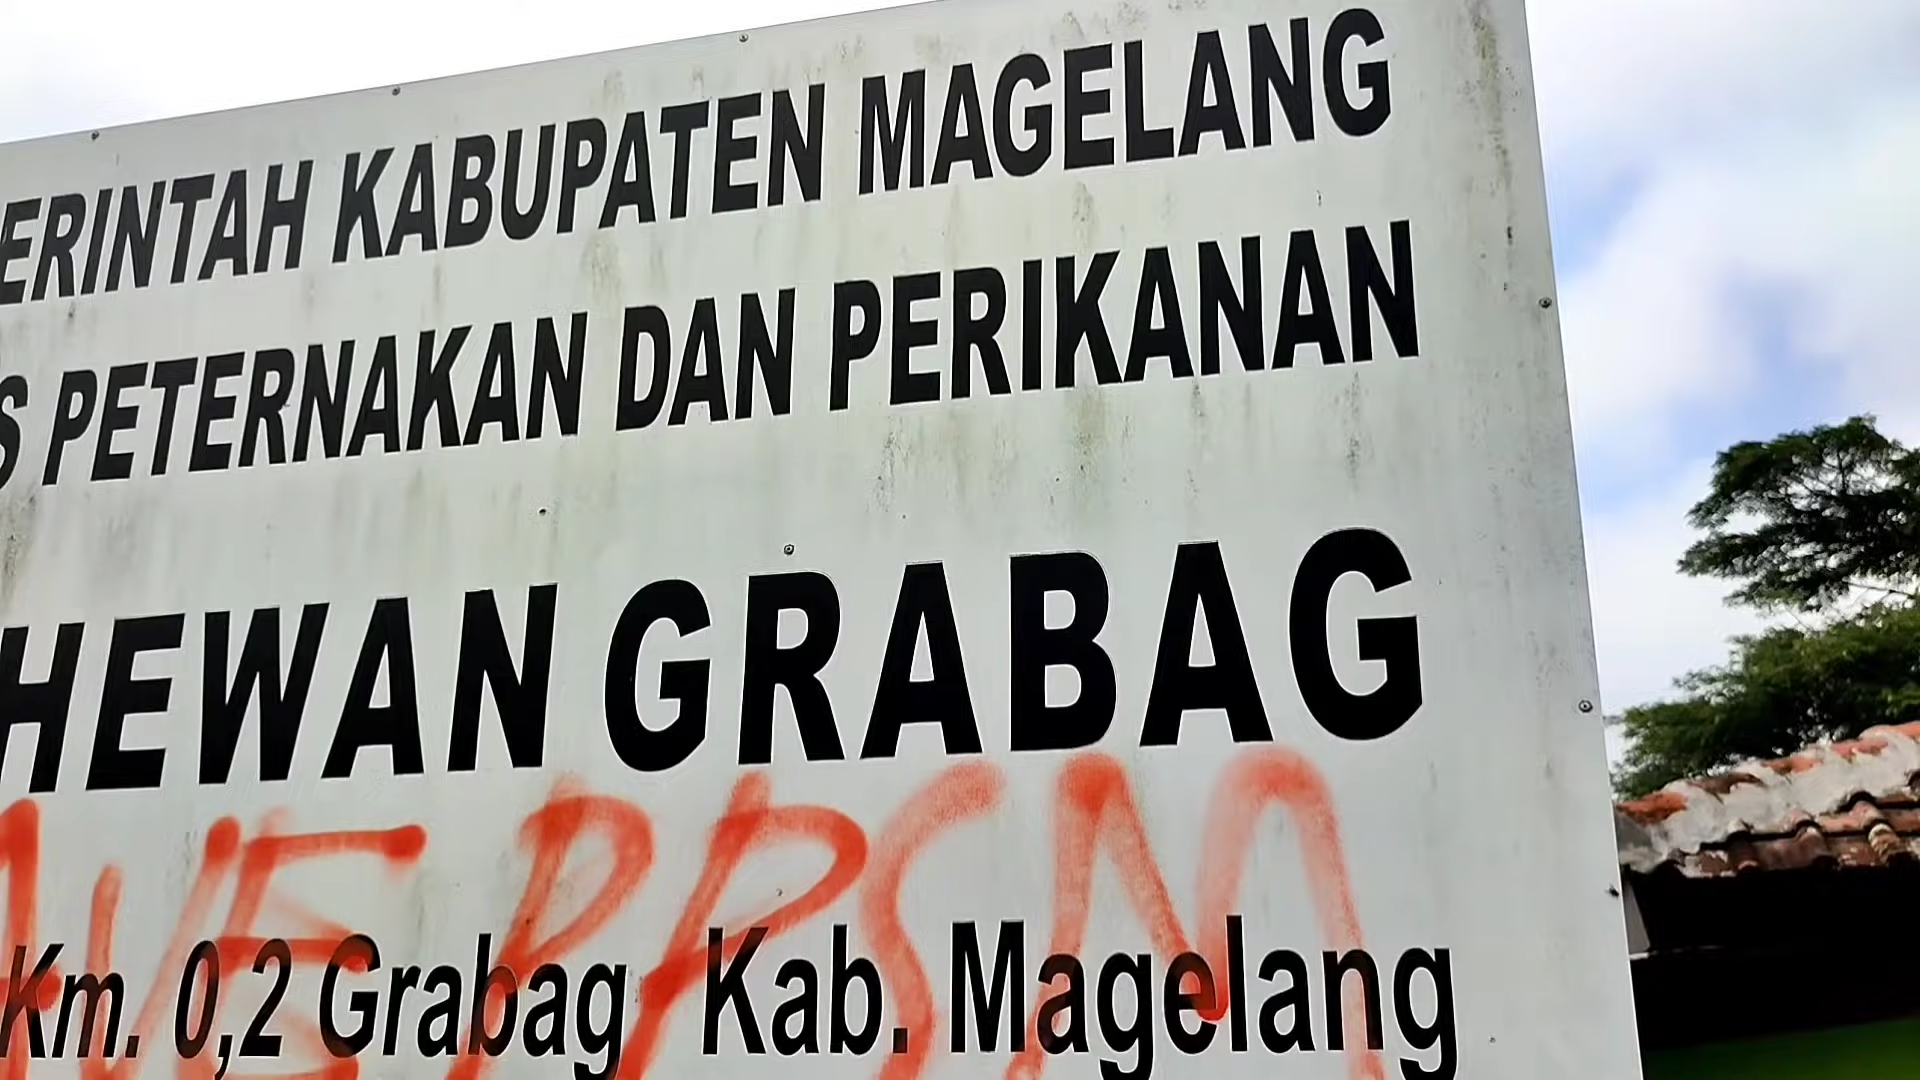 ERINTAH KABUPATEN MAGELANG
S PETERNAKAN DAN PERIKANAN
HEWAN GRABAG
Km. 0,2 Grabag Kab. Magelang